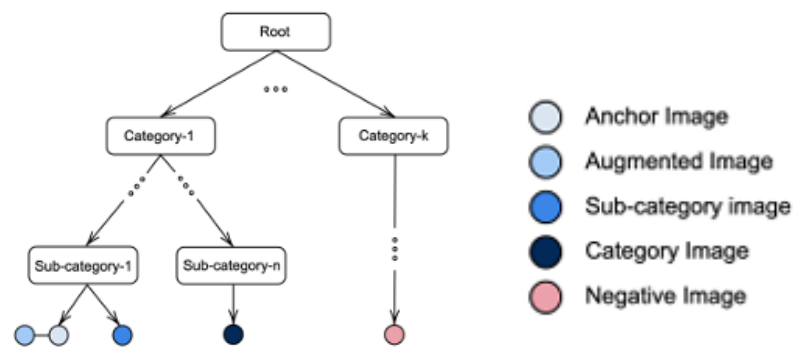 Root
Category-1
Category-k
Sub-category-1
Sub-category-n
Anchor Image
Augmented Image
Sub-category image
Category Image
Negative Image